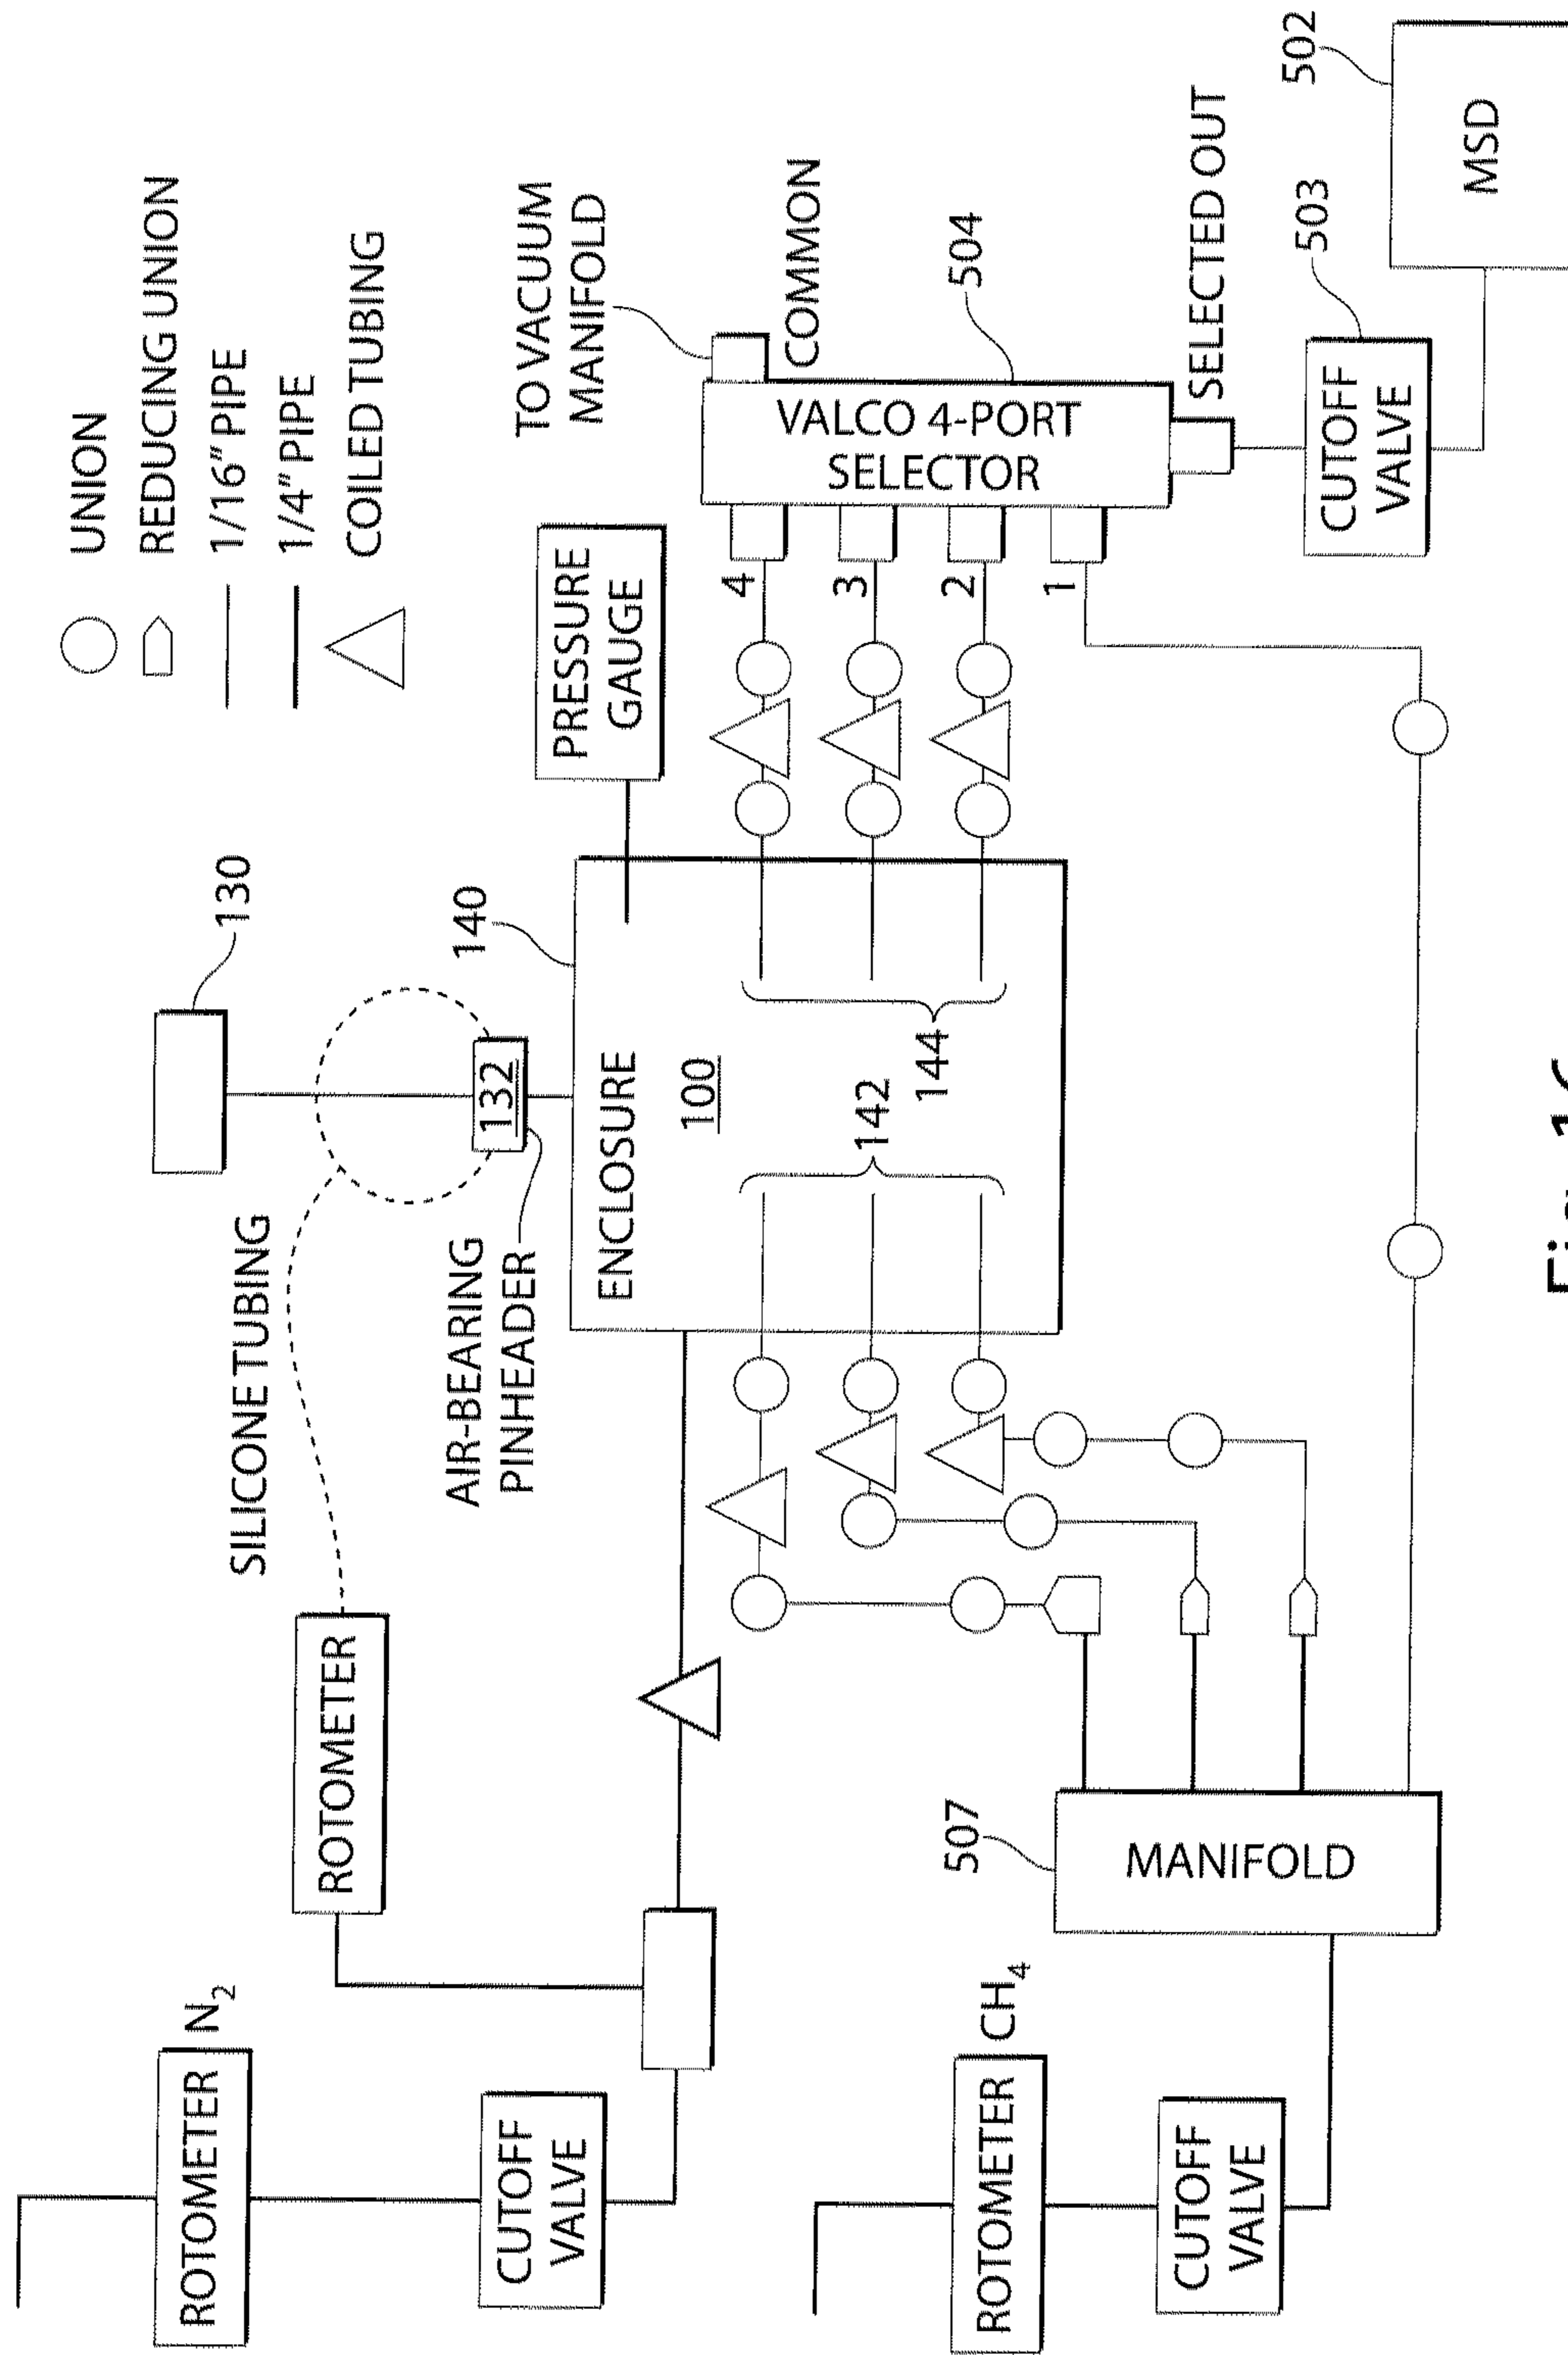 UNION
REDUCING UNION
1/16" PIPE
1/4" PIPE
COILED TUBING
ROTOMETER
N2
CUTOFF
VALVE
ROTOMETER
SILICONE TUBING
AIR-BEARING
PINHEADER
130
132
140
ENCLOSURE
100
142
144
PRESSURE
GAUGE
TO VACUUM
MANIFOLD
COMMON
VALCO 4-PORT
SELECTOR
504
4
3
2
1
SELECTED OUT
CUTOFF
VALVE
503
502
MSD
ROTOMETER
CH4
CUTOFF
VALVE
507
MANIFOLD